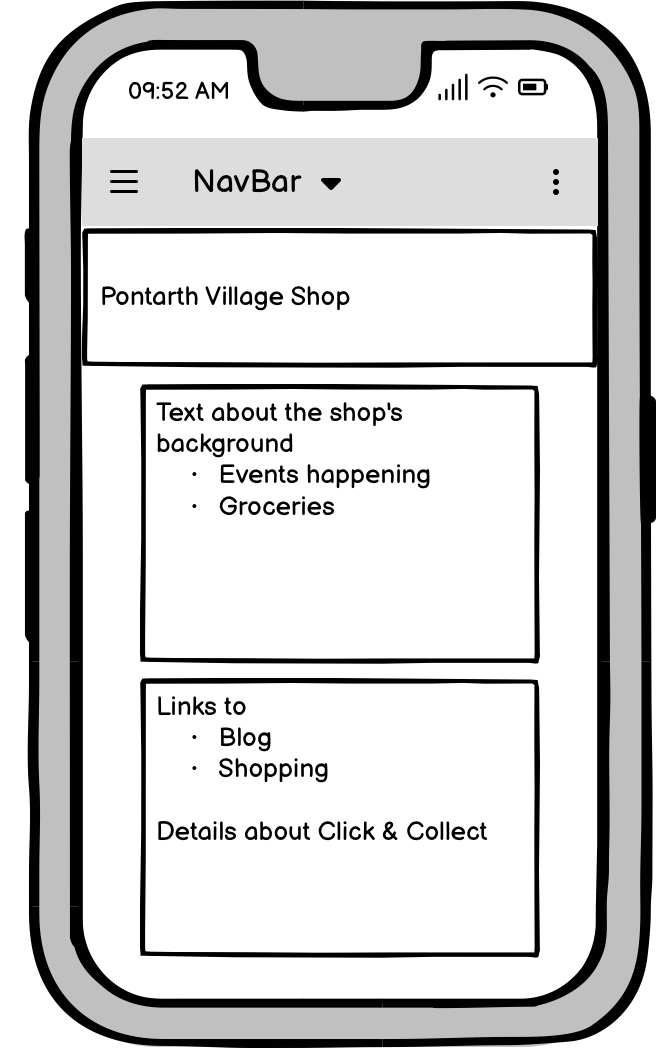 09:52 AM
NavBar
Pontarth Village Shop
Text about the shop's
background
· Events happening
· Groceries
Links to
· Blog
· Shopping
Details about Click & Collect